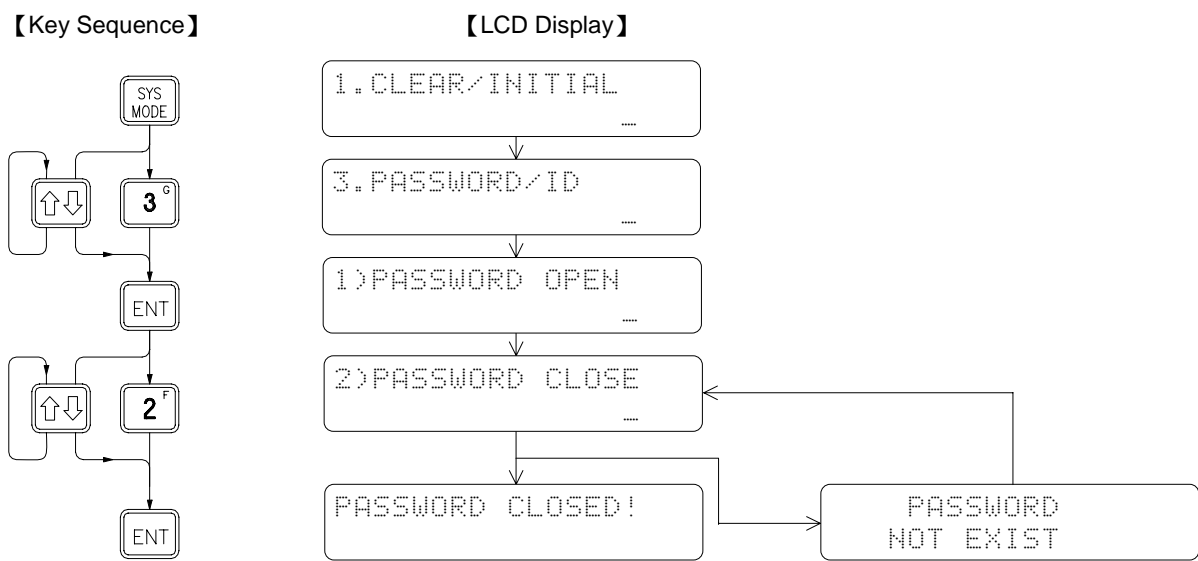 【Key Sequence】
【LCD Display】
SYS
MODE
3 G
ENT
2 F
ENT
1.CLEAR/INITIAL
3.PASSWORD/ID
1)PASSWORD OPEN
2)PASSWORD CLOSE
PASSWORD CLOSED!
PASSWORD
NOT EXIST